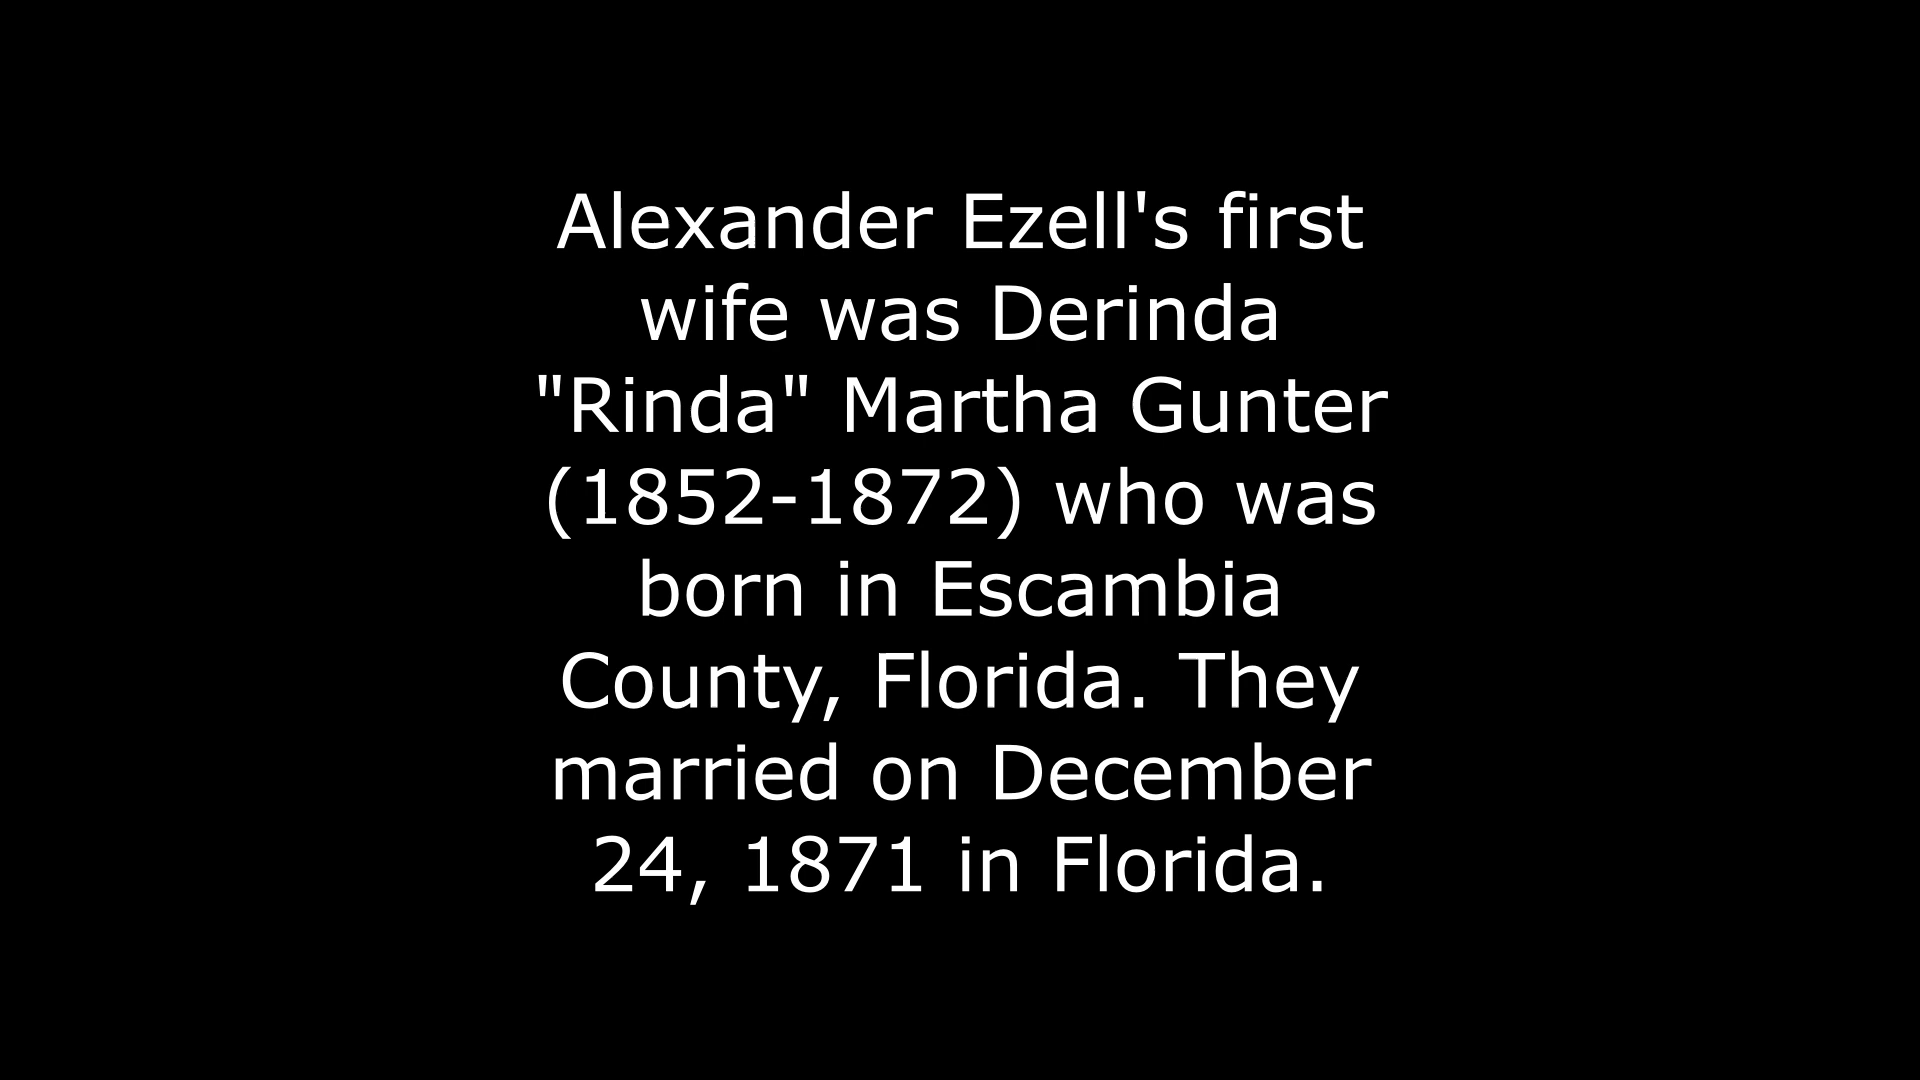 Alexander Ezell's first
wife was Derinda
"Rinda" Martha Gunter
(1852-1872) who was
born in Escambia
County, Florida. They
married on December
24, 1871 in Florida.